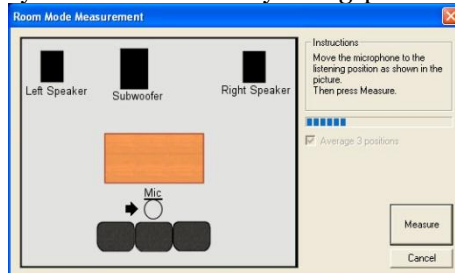 Room Mode Measurement
Left Speaker
Subwoofer
Right Speaker
Mic
Instructions
Move the microphone to the
listening position as shown in the
picture.
Then press Measure.
Average 3 positions
Measure
Cancel